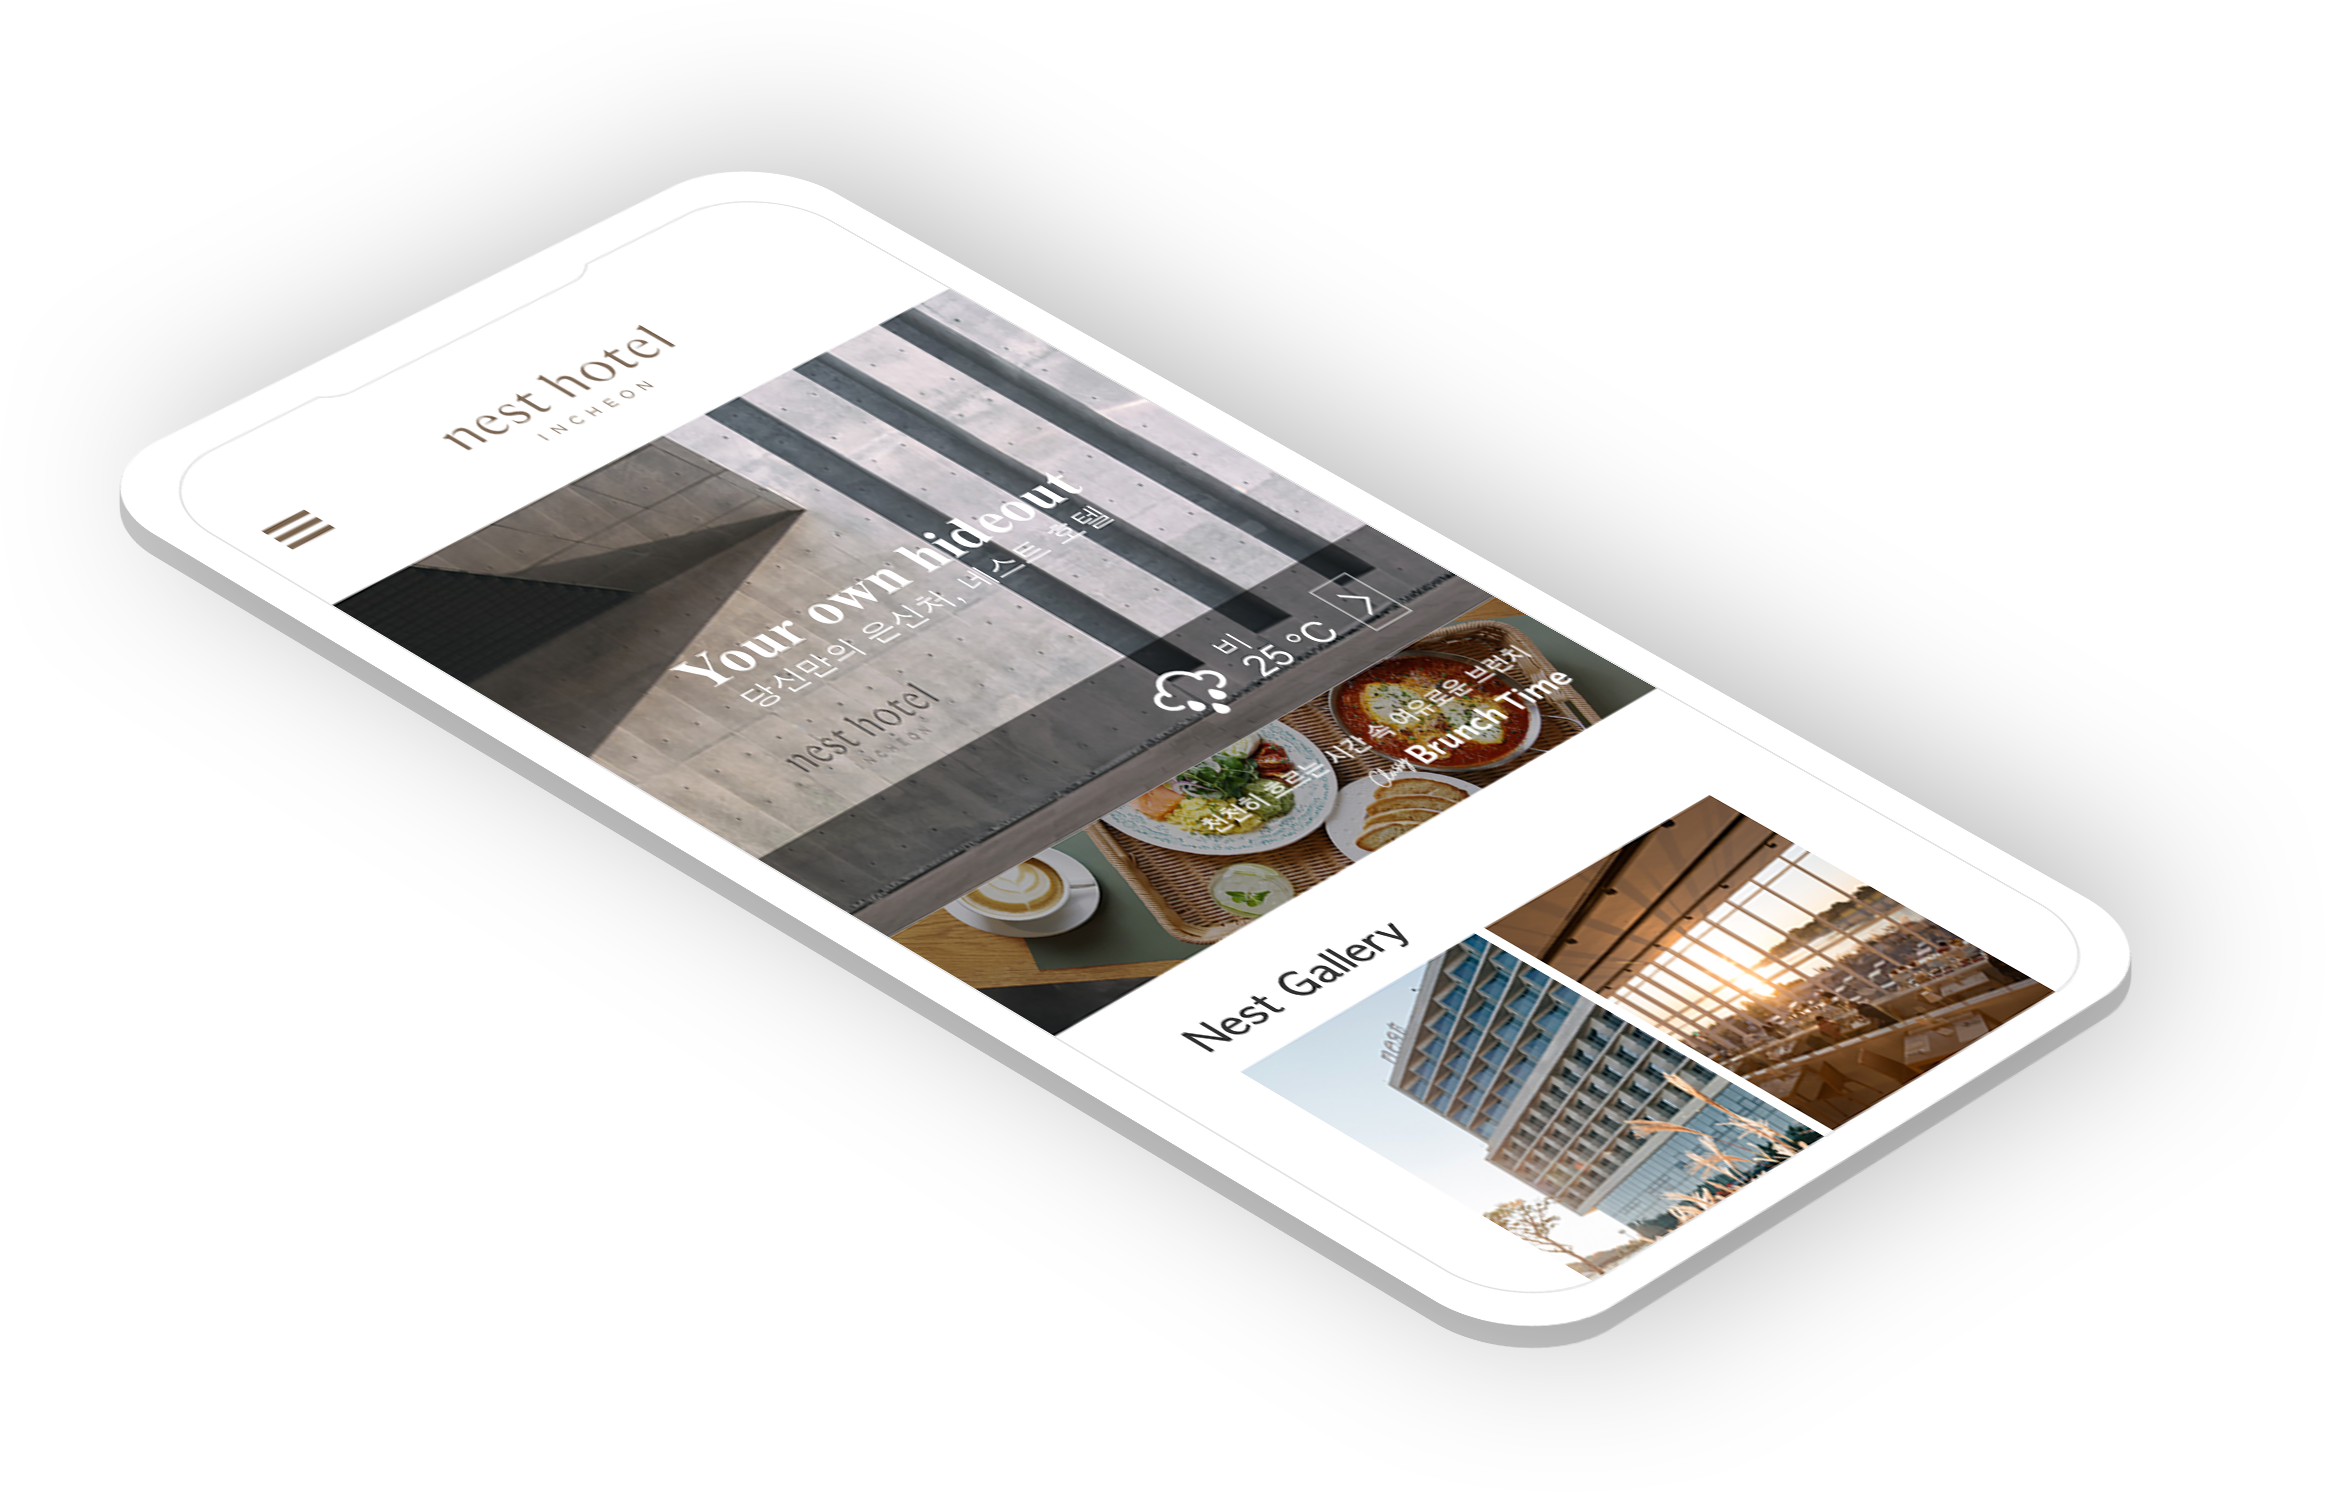 nest hotel
INCHEON
Your own hideout
당신만의 은신처, 네스트 호텔
nest hotel
INCHEON
비
25°C
천천히 흐르는 시간 속 여유로운 브런치
Brunch Time
Nest Gallery
nest